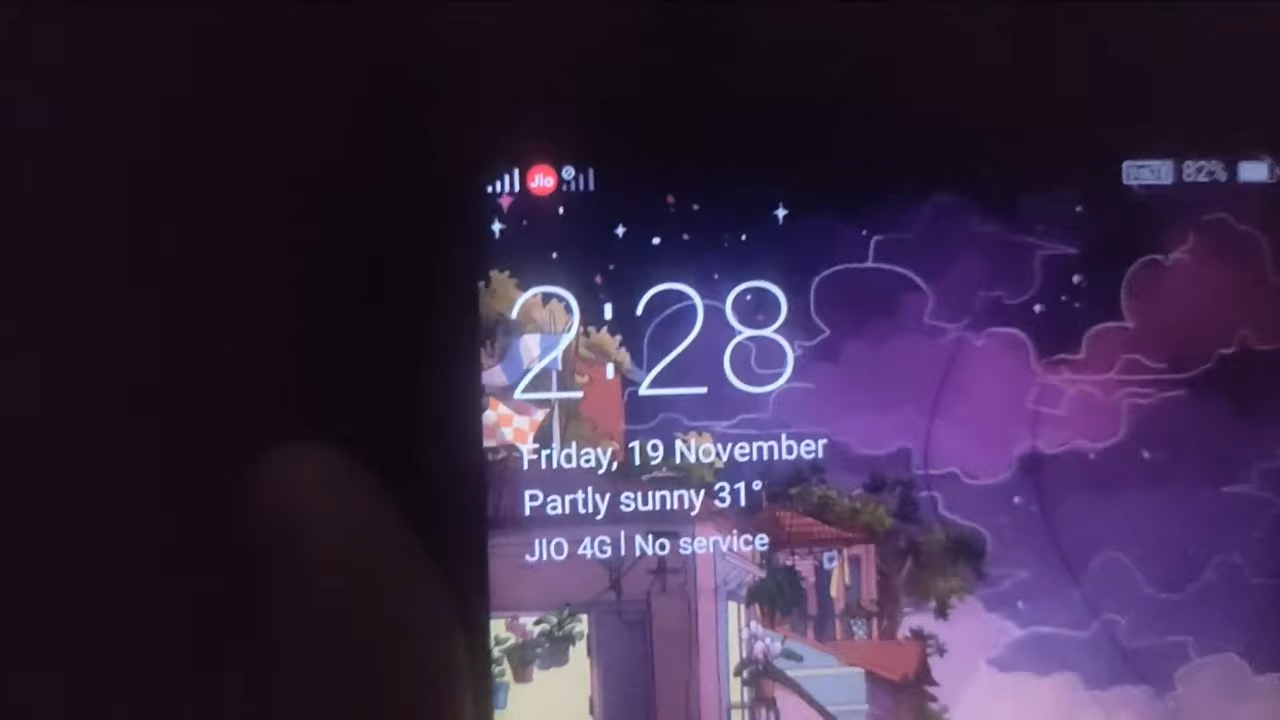 Jio
82%
2:28
Friday, 19 November
Partly sunny 31°
JIO 4G | No service